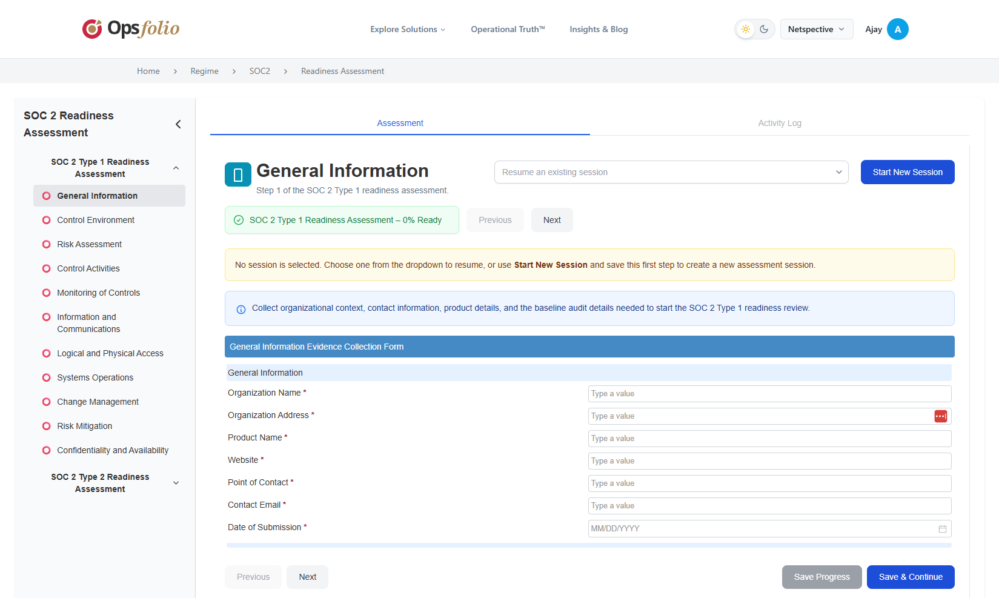 Opsfolio
Explore Solutions
Operational Truth™
Insights & Blog
Netspective
Ajay
A
Home
Regime
SOC2
Readiness Assessment
SOC 2 Readiness
Assessment
SOC 2 Type 1 Readiness
Assessment
General Information
Control Environment
Risk Assessment
Control Activities
Monitoring of Controls
Information and
Communications
Logical and Physical Access
Systems Operations
Change Management
Risk Mitigation
Confidentiality and Availability
SOC 2 Type 2 Readiness
Assessment
Assessment
Activity Log
General Information
Step 1 of the SOC 2 Type 1 readiness assessment.
Resume an existing session
Start New Session
SOC 2 Type 1 Readiness Assessment – 0% Ready
Previous
Next
No session is selected. Choose one from the dropdown to resume, or use Start New Session and save this first step to create a new assessment session.
Collect organizational context, contact information, product details, and the baseline audit details needed to start the SOC 2 Type 1 readiness review.
General Information Evidence Collection Form
General Information
Organization Name *
Type a value
Organization Address *
Type a value
Product Name *
Type a value
Website *
Type a value
Point of Contact *
Type a value
Contact Email *
Type a value
Date of Submission *
MM/DD/YYYY
Previous
Next
Save Progress
Save & Continue